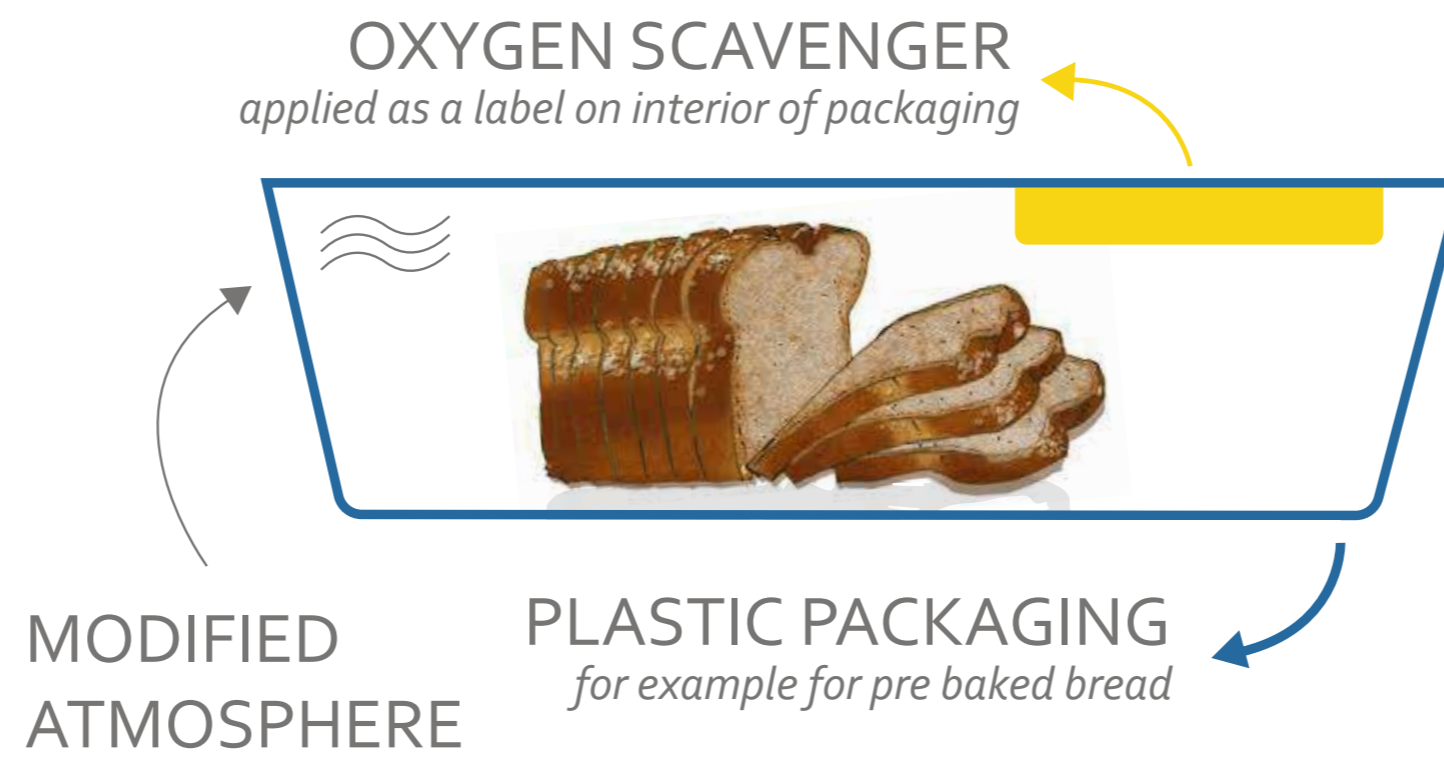 OXYGEN SCAVENGER
applied as a label on interior of packaging
MODIFIED
ATMOSPHERE
PLASTIC PACKAGING
for example for pre baked bread